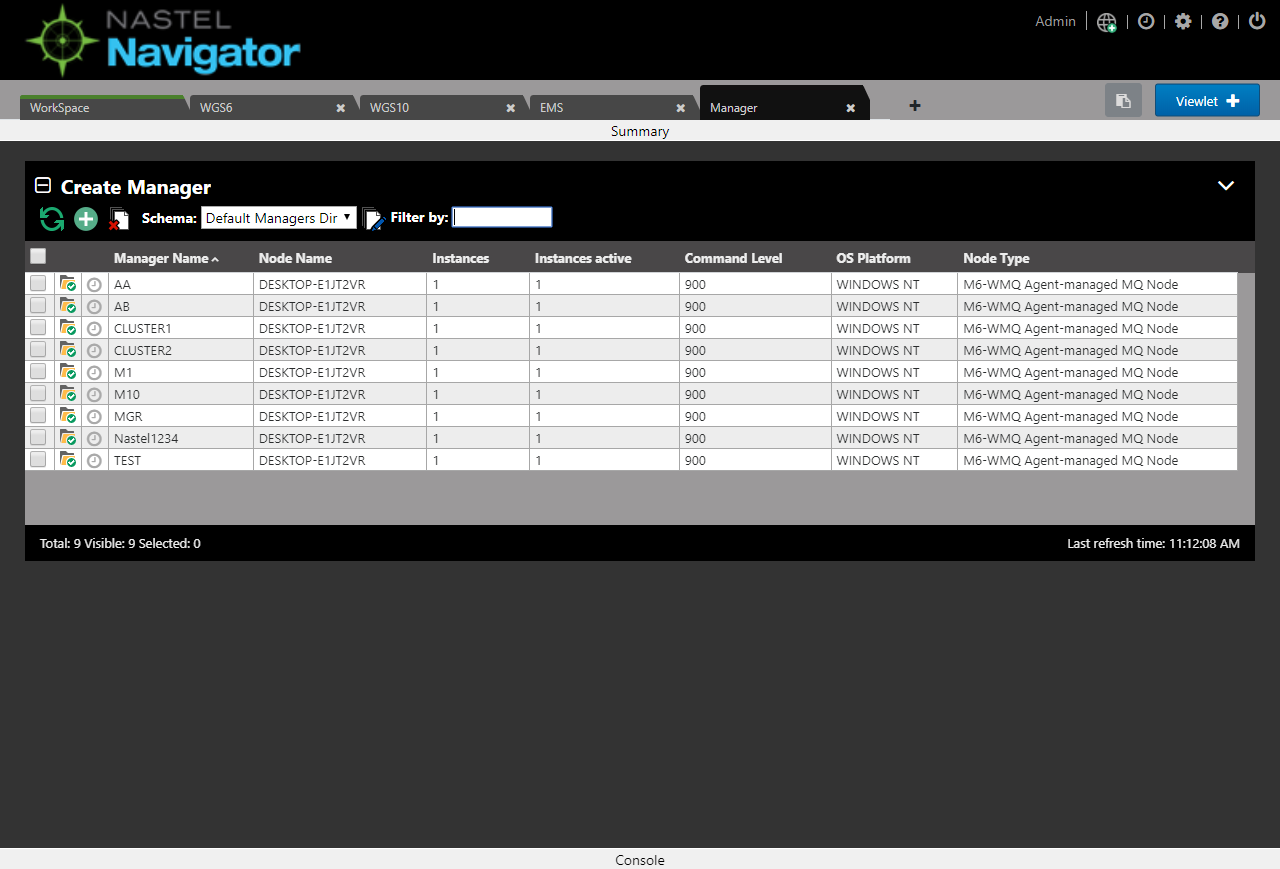 NASTEL
Navigator
Admin
WorkSpace WGS6 WGS10 EMS Manager Viewlet
Summary
Create Manager
Schema: Default Managers Dir Filter by:
Manager Name Node Name Instances Instances active Command Level OS Platform Node Type
AA DESKTOP-E1JT2VR 1 1 900 WINDOWS NT M6-WMQ Agent-managed MQ Node
AB DESKTOP-E1JT2VR 1 1 900 WINDOWS NT M6-WMQ Agent-managed MQ Node
CLUSTER1 DESKTOP-E1JT2VR 1 1 900 WINDOWS NT M6-WMQ Agent-managed MQ Node
CLUSTER2 DESKTOP-E1JT2VR 1 1 900 WINDOWS NT M6-WMQ Agent-managed MQ Node
M1 DESKTOP-E1JT2VR 1 1 900 WINDOWS NT M6-WMQ Agent-managed MQ Node
M10 DESKTOP-E1JT2VR 1 1 900 WINDOWS NT M6-WMQ Agent-managed MQ Node
MGR DESKTOP-E1JT2VR 1 1 900 WINDOWS NT M6-WMQ Agent-managed MQ Node
Nastel1234 DESKTOP-E1JT2VR 1 1 900 WINDOWS NT M6-WMQ Agent-managed MQ Node
TEST DESKTOP-E1JT2VR 1 1 900 WINDOWS NT M6-WMQ Agent-managed MQ Node
Total: 9 Visible: 9 Selected: 0 Last refresh time: 11:12:08 AM
Console